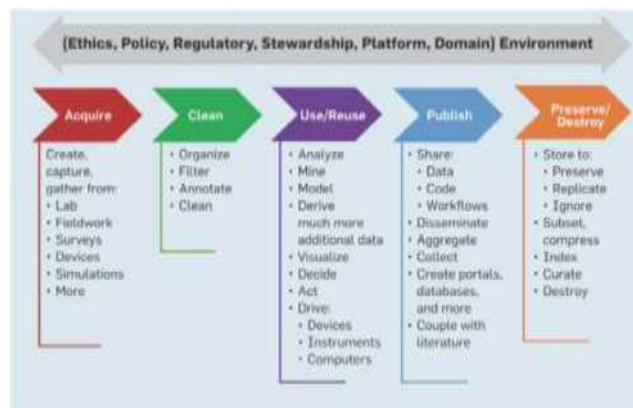 (Ethics, Policy, Regulatory, Stewardship, Platform, Domain) Environment
Acquire
Create,
capture,
gather from:
• Lab
• Fieldwork
• Surveys
• Devices
• Simulations
• More
Clean
• Organize
• Filter
• Annotate
• Clean
Use/Reuse
• Analyze
• Mine
• Model
• Derive
much more
additional data
• Visualize
• Decide
• Act
• Drive:
• Devices
• Instruments
• Computers
Publish
• Share:
• Data
• Code
• Workflows
• Disseminate
• Aggregate
• Collect
• Create portals,
databases,
and more
• Couple with
literature
Preserve/
Destroy
• Store to:
• Preserve
• Replicate
• Ignore
• Subset,
compress
• Index
• Curate
• Destroy